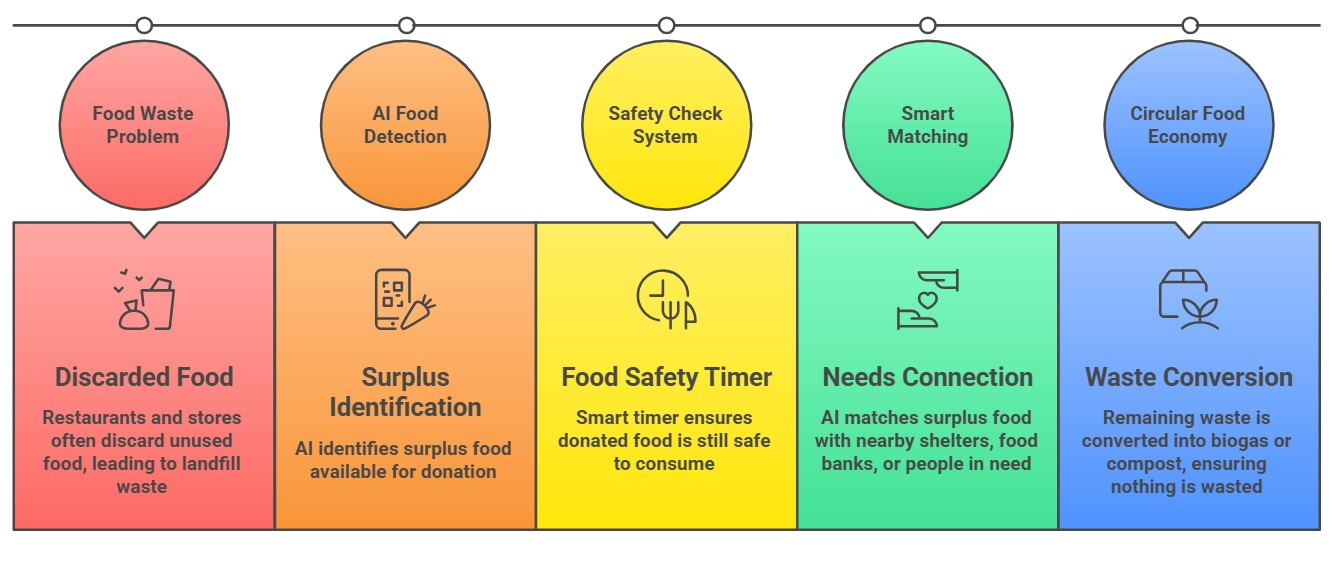 Food Waste
Problem
AI Food
Detection
Safety Check
System
Smart
Matching
Circular Food
Economy
Discarded Food
Restaurants and stores
often discard unused
food, leading to landfill
waste
Surplus
Identification
AI identifies surplus food
available for donation
Food Safety Timer
Smart timer ensures
donated food is still safe
to consume
Needs Connection
AI matches surplus food
with nearby shelters, food
banks, or people in need
Waste Conversion
Remaining waste is
converted into biogas or
compost, ensuring
nothing is wasted